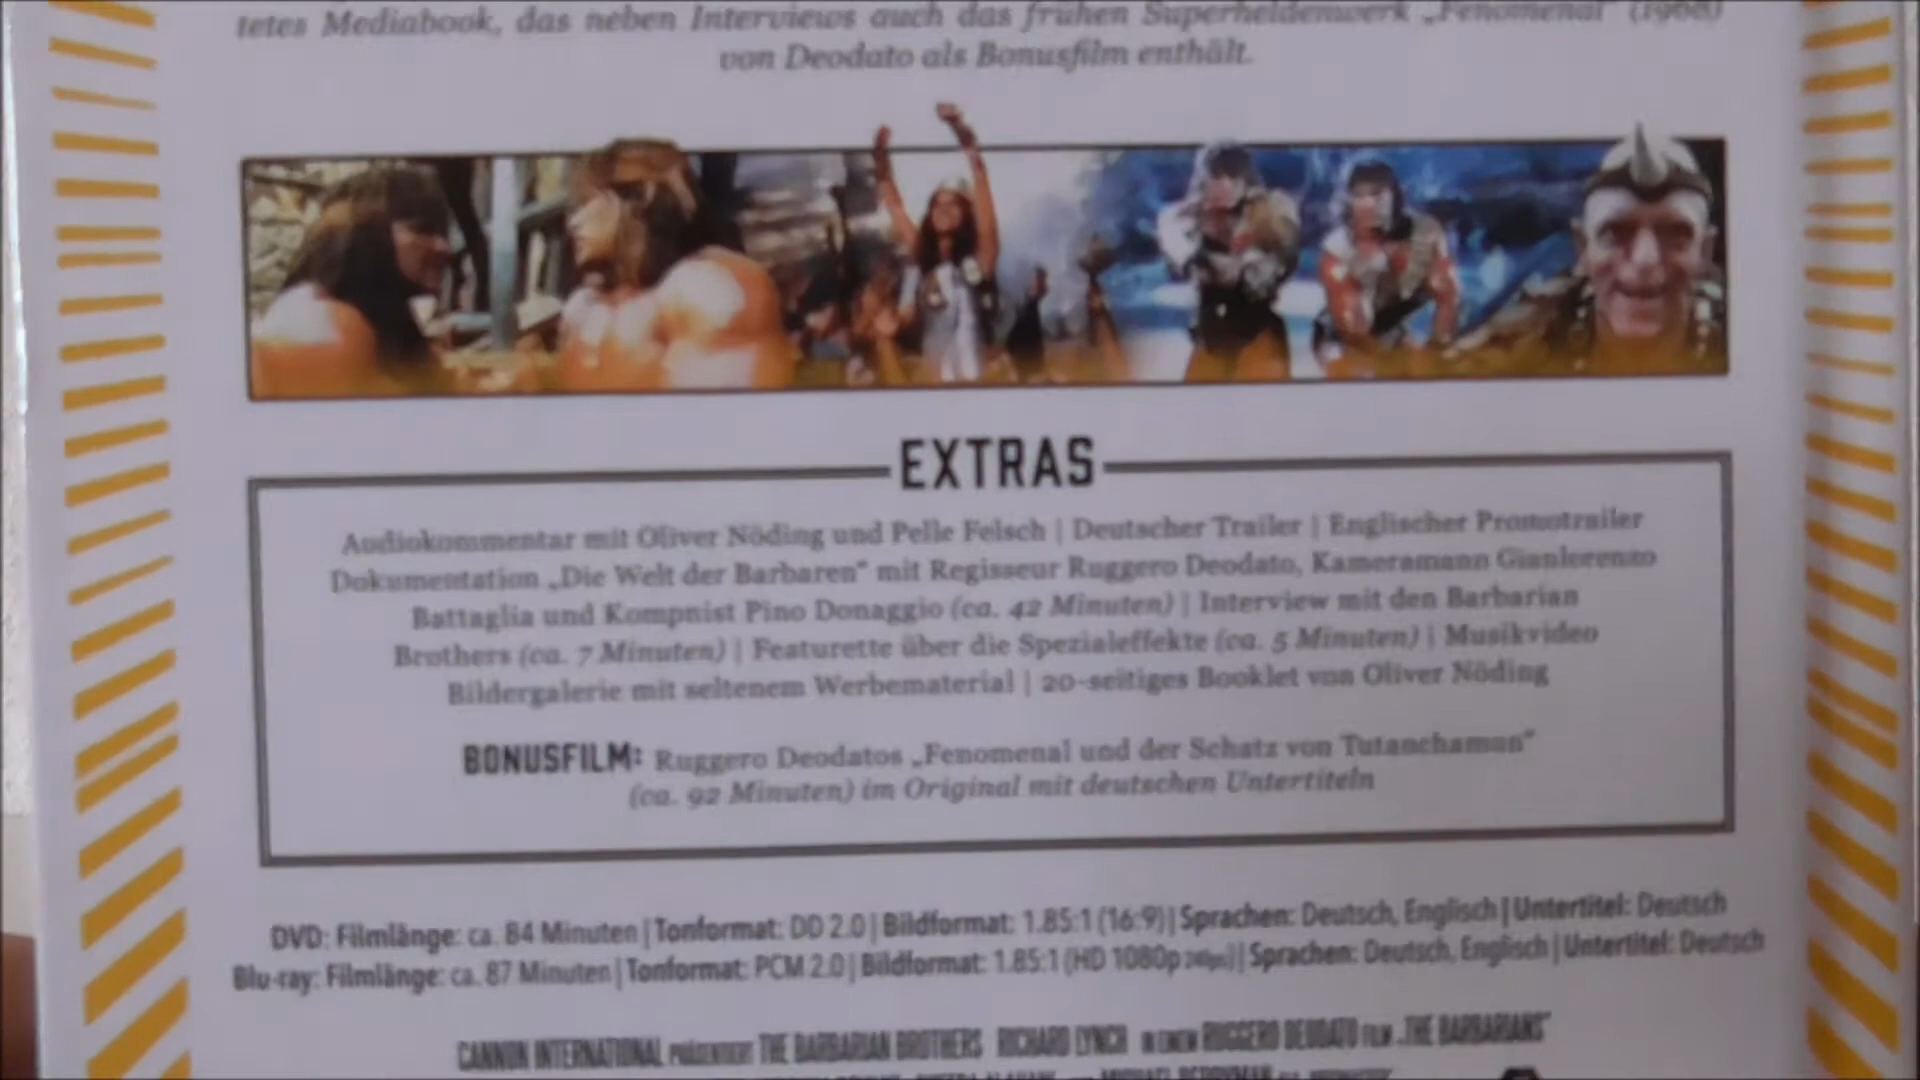 tetes Mediabook, das neben Interviews auch das frühen Superheldenwerk „Fenomenal“ (1968)
von Deodato als Bonusfilm enthält.
EXTRAS
Audiokommentar mit Oliver Nöding und Pelle Felsch | Deutscher Trailer | Englischer Promotrailer
Dokumentation „Die Welt der Barbaren“ mit Regisseur Ruggero Deodato, Kameramann Gianlorenzo
Battaglia und Kompnist Pino Donaggio (ca. 42 Minuten) | Interview mit den Barbarian
Brothers (ca. 7 Minuten) | Featurette über die Spezialeffekte (ca. 5 Minuten) | Musikvideo
Bildergalerie mit seltenem Werbematerial | 20-seitiges Booklet von Oliver Nöding
BONUSFILM: Ruggero Deodatos „Fenomenal und der Schatz von Tutanchamun“
(ca. 92 Minuten) im Original mit deutschen Untertiteln
DVD: Filmlänge: ca. 84 Minuten | Tonformat: DD 2.0 | Bildformat: 1.85:1 (16:9) | Sprachen: Deutsch, Englisch | Untertitel: Deutsch
Blu-ray: Filmlänge: ca. 87 Minuten | Tonformat: PCM 2.0 | Bildformat: 1.85:1 (HD 1080p 24fps) | Sprachen: Deutsch, Englisch | Untertitel: Deutsch
CANNON INTERNATIONAL PRÄSENTIERT THE BARBARIAN BROTHERS RICHARD LYNCH IN EINEM RUGGERO DEODATO FILM „THE BARBARIANS“
MICHAEL BERRYMAN